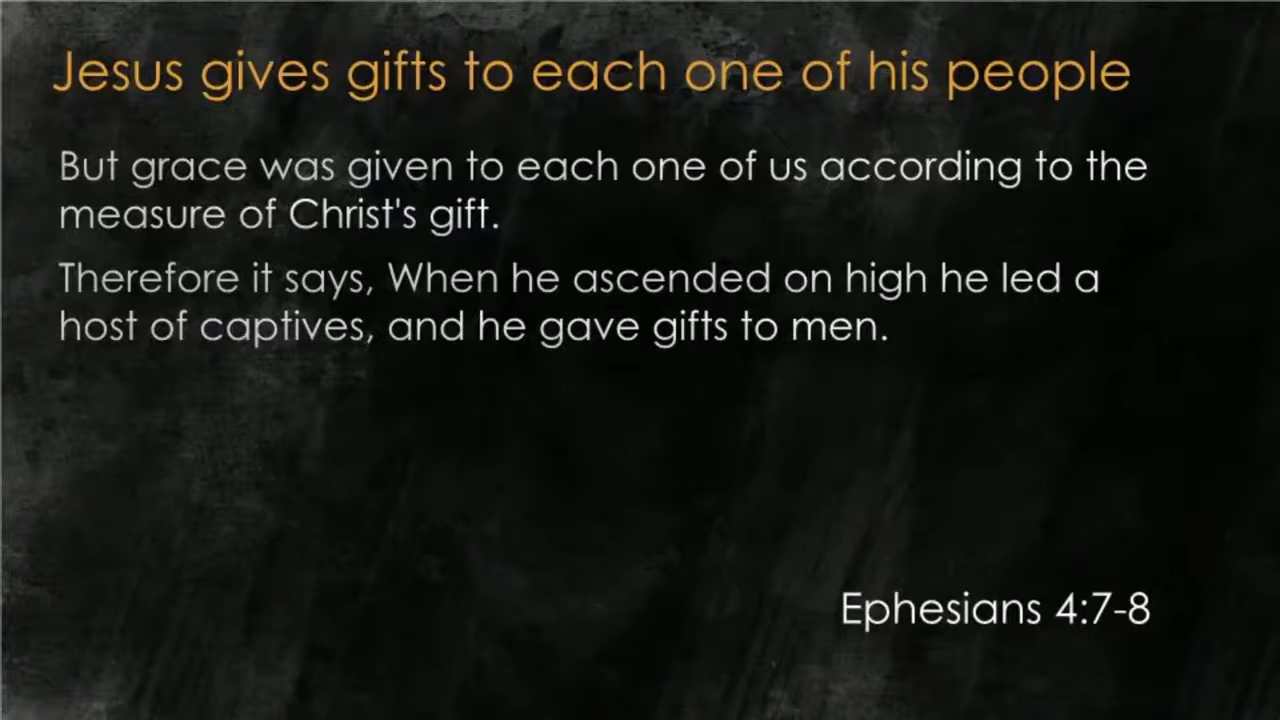 Jesus gives gifts to each one of his people
But grace was given to each one of us according to the
measure of Christ's gift.
Therefore it says, When he ascended on high he led a
host of captives, and he gave gifts to men.
Ephesians 4:7-8